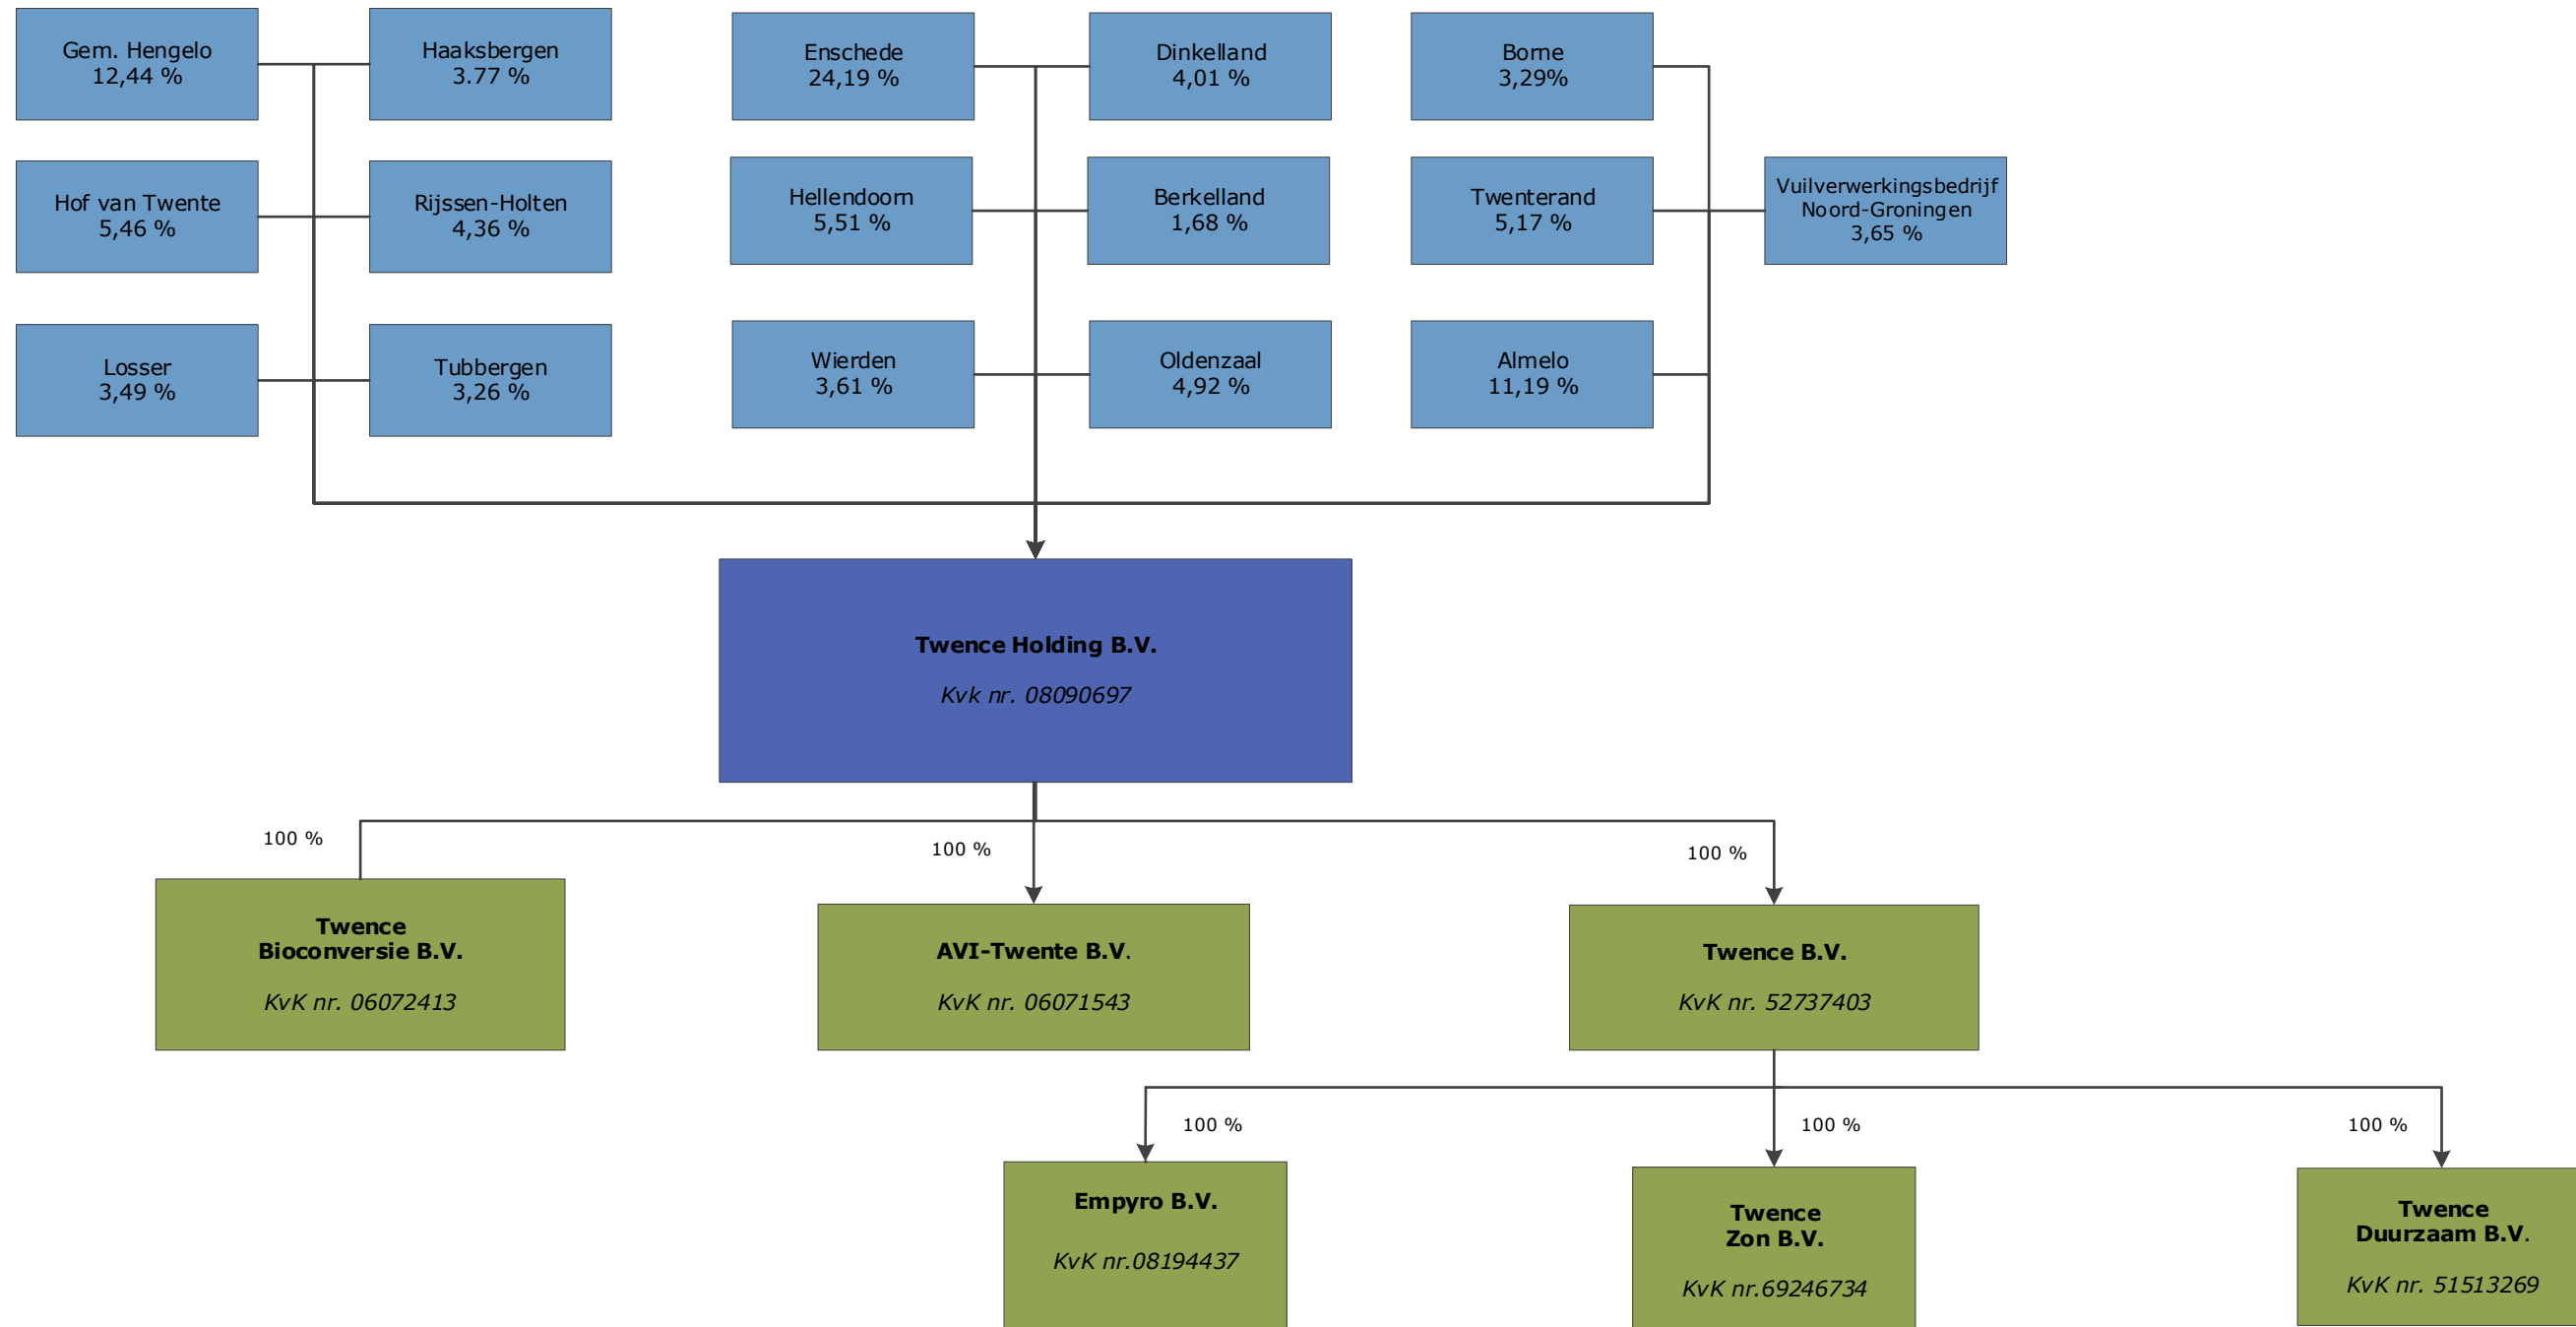 Gem. Hengelo
12,44 %
Haaksbergen
3.77 %
Enschede
24,19 %
Dinkelland
4,01 %
Borne
3,29%
Hof van Twente
5,46 %
Rijssen-Holten
4,36 %
Hellendoorn
5,51 %
Berkelland
1,68 %
Twenterand
5,17 %
Vuilverwerkingsbedrijf
Noord-Groningen
3,65 %
Losser
3,49 %
Tubbergen
3,26 %
Wierden
3,61 %
Oldenzaal
4,92 %
Almelo
11,19 %
Twence Holding B.V.
Kvk nr. 08090697
100 %
100 %
100 %
Twence
Bioconversie B.V.
KvK nr. 06072413
AVI-Twente B.V.
KvK nr. 06071543
Twence B.V.
KvK nr. 52737403
100 %
100 %
100 %
Empyro B.V.
KvK nr.08194437
Twence
Zon B.V.
KvK nr.69246734
Twence
Duurzaam B.V.
KvK nr. 51513269